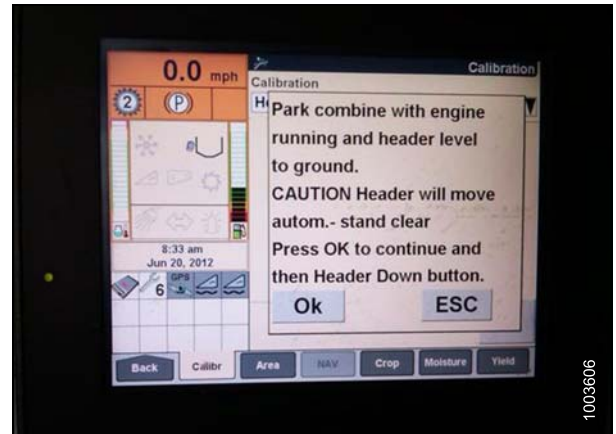 0.0 mph
Calibration
Calibration
2
(P)
He
Park combine with engine
running and header level
to ground.
CAUTION Header will move
autom.- stand clear
Press OK to continue and
then Header Down button.
Ok
ESC
8:33 am
Jun 20, 2012
6
GPS
Back
Calibr
Area
NAV
Crop
Moisture
Yield
1003606